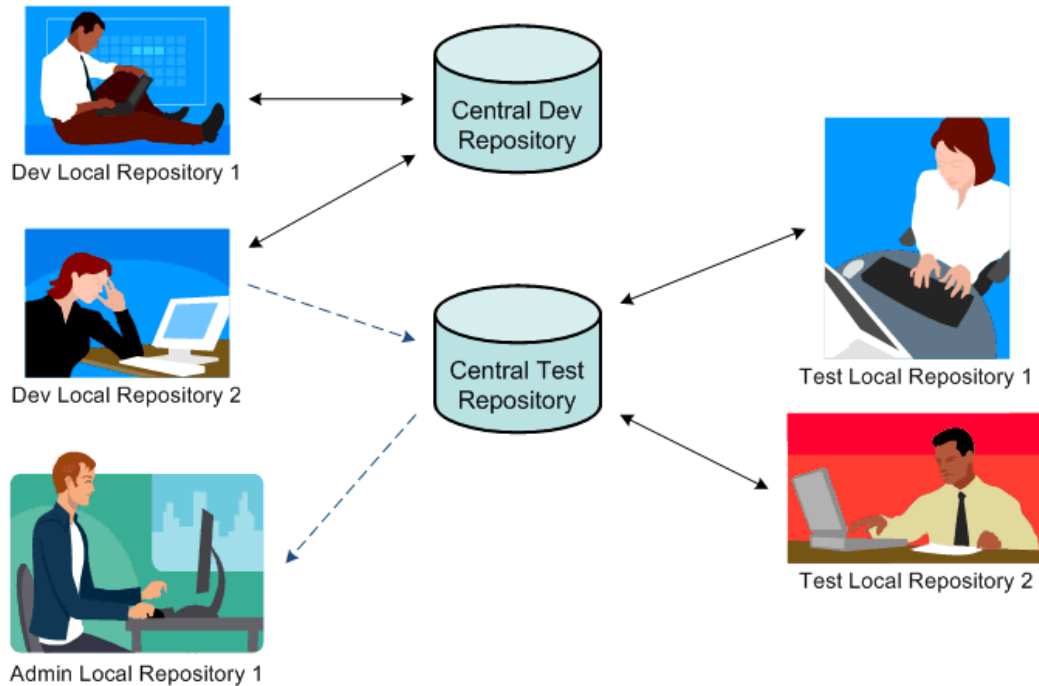 Central Dev
Repository
Dev Local Repository 1
Dev Local Repository 2
Central Test
Repository
Test Local Repository 1
Test Local Repository 2
Admin Local Repository 1